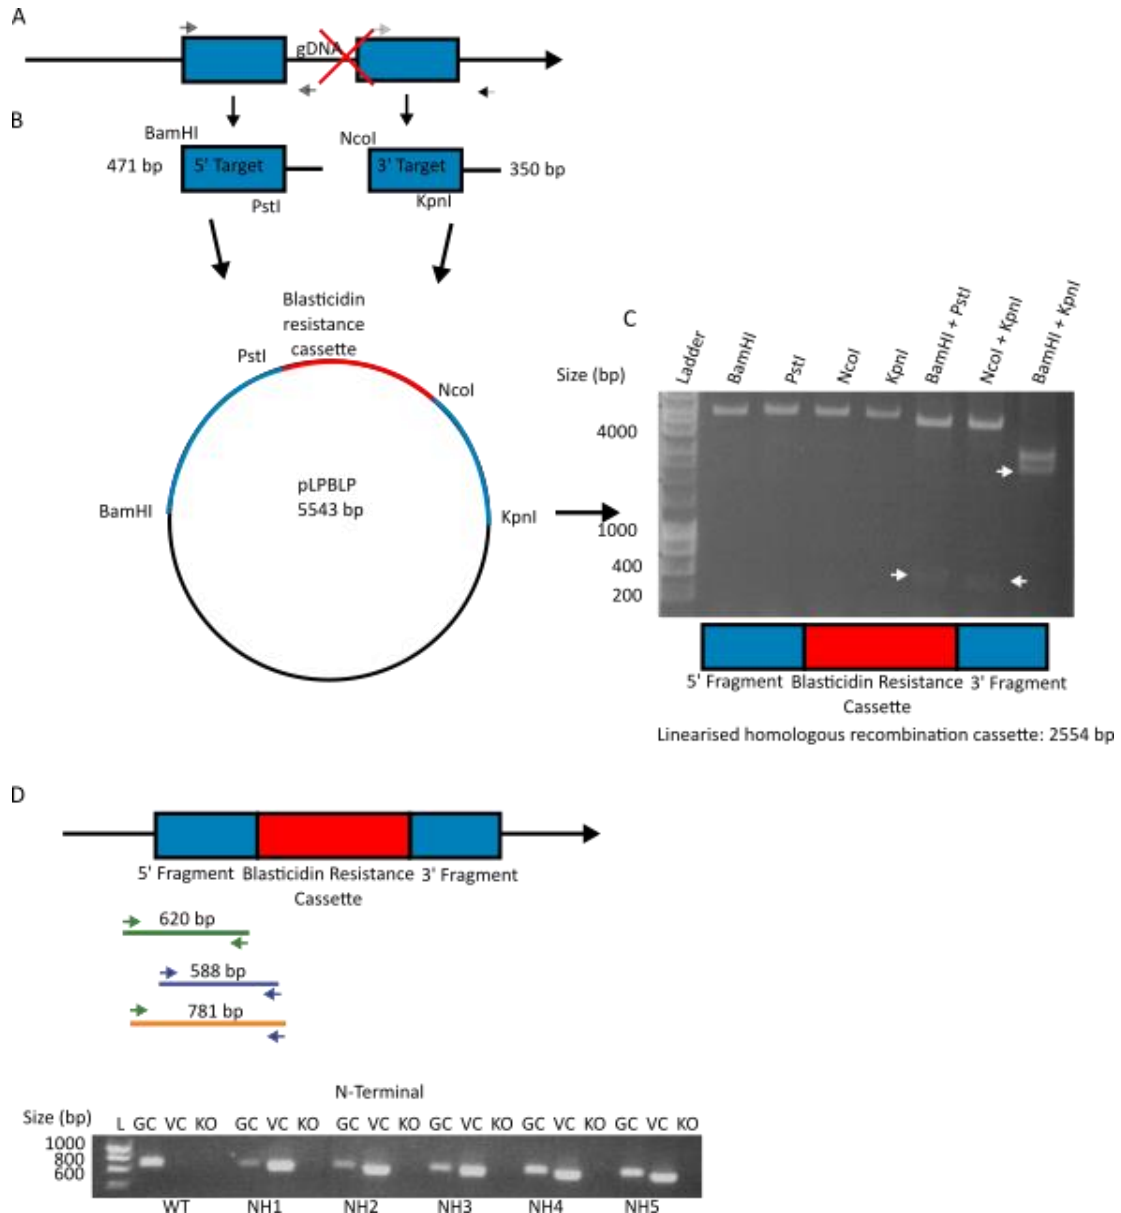 A
gDNA
B
BamHI
NcoI
471 bp
5' Target
3' Target
350 bp
PstI
KpnI
Blasticidin
resistance
cassette
PstI
NcoI
pLPBLP
5543 bp
BamHI
KpnI
C
Size (bp)
Ladder
BamHI
PstI
NcoI
KpnI
BamHI + PstI
NcoI + KpnI
BamHI + KpnI
4000
1000
400
200
5' Fragment
Blasticidin Resistance
Cassette
3' Fragment
Linearised homologous recombination cassette: 2554 bp
D
5' Fragment
Blasticidin Resistance
Cassette
3' Fragment
620 bp
588 bp
781 bp
N-Terminal
Size (bp)
L GC VC KO GC VC KO GC VC KO GC VC KO GC VC KO GC VC KO
1000
800
600
WT NH1 NH2 NH3 NH4 NH5